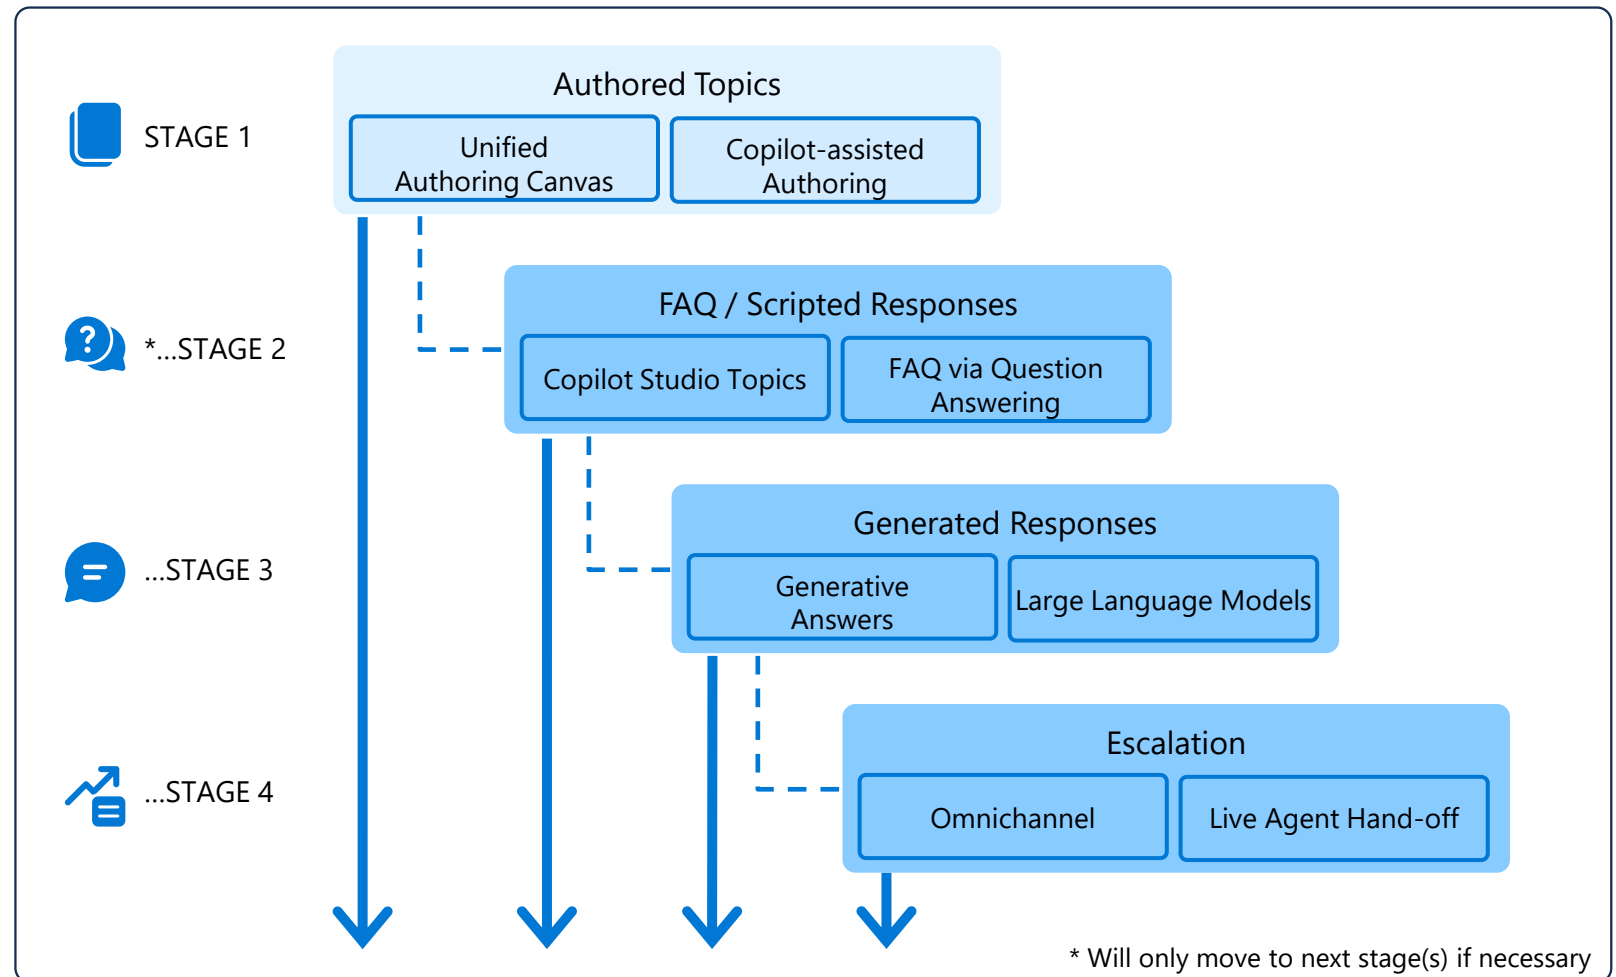 Authored Topics
STAGE 1
Unified
Authoring Canvas
Copilot-assisted
Authoring
FAQ / Scripted Responses
*...STAGE 2
Copilot Studio Topics
FAQ via Question
Answering
Generated Responses
...STAGE 3
Generative
Answers
Large Language Models
Escalation
...STAGE 4
Omnichannel
Live Agent Hand-off
* Will only move to next stage(s) if necessary